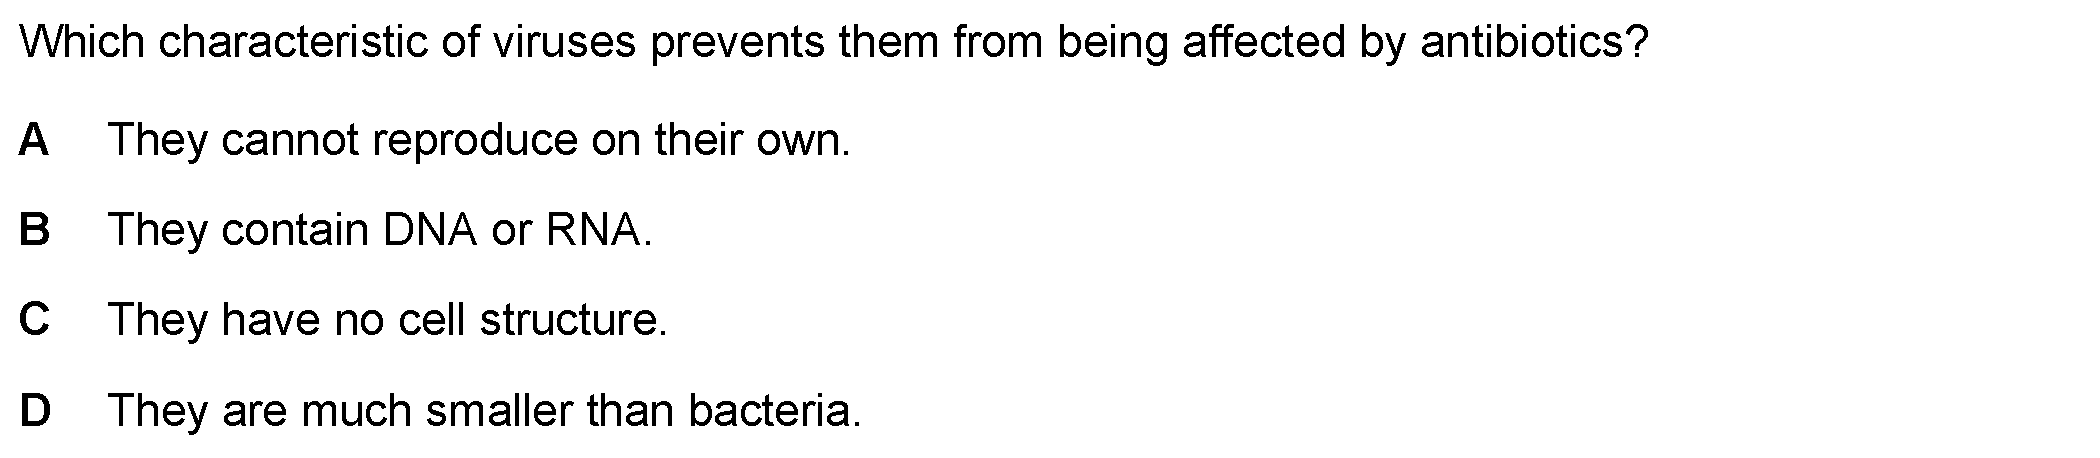 Which characteristic of viruses prevents them from being affected by antibiotics?
A They cannot reproduce on their own.
B They contain DNA or RNA.
C They have no cell structure.
D They are much smaller than bacteria.